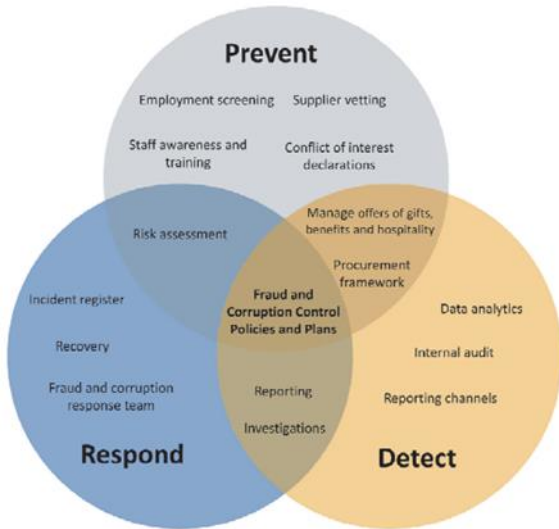 Prevent
Employment screening
Supplier vetting
Staff awareness and
training
Conflict of interest
declarations
Manage offers of gifts,
benefits and hospitality
Risk assessment
Procurement
framework
Fraud and
Corruption Control
Policies and Plans
Incident register
Data analytics
Recovery
Internal audit
Fraud and corruption
response team
Reporting
Reporting channels
Investigations
Respond
Detect